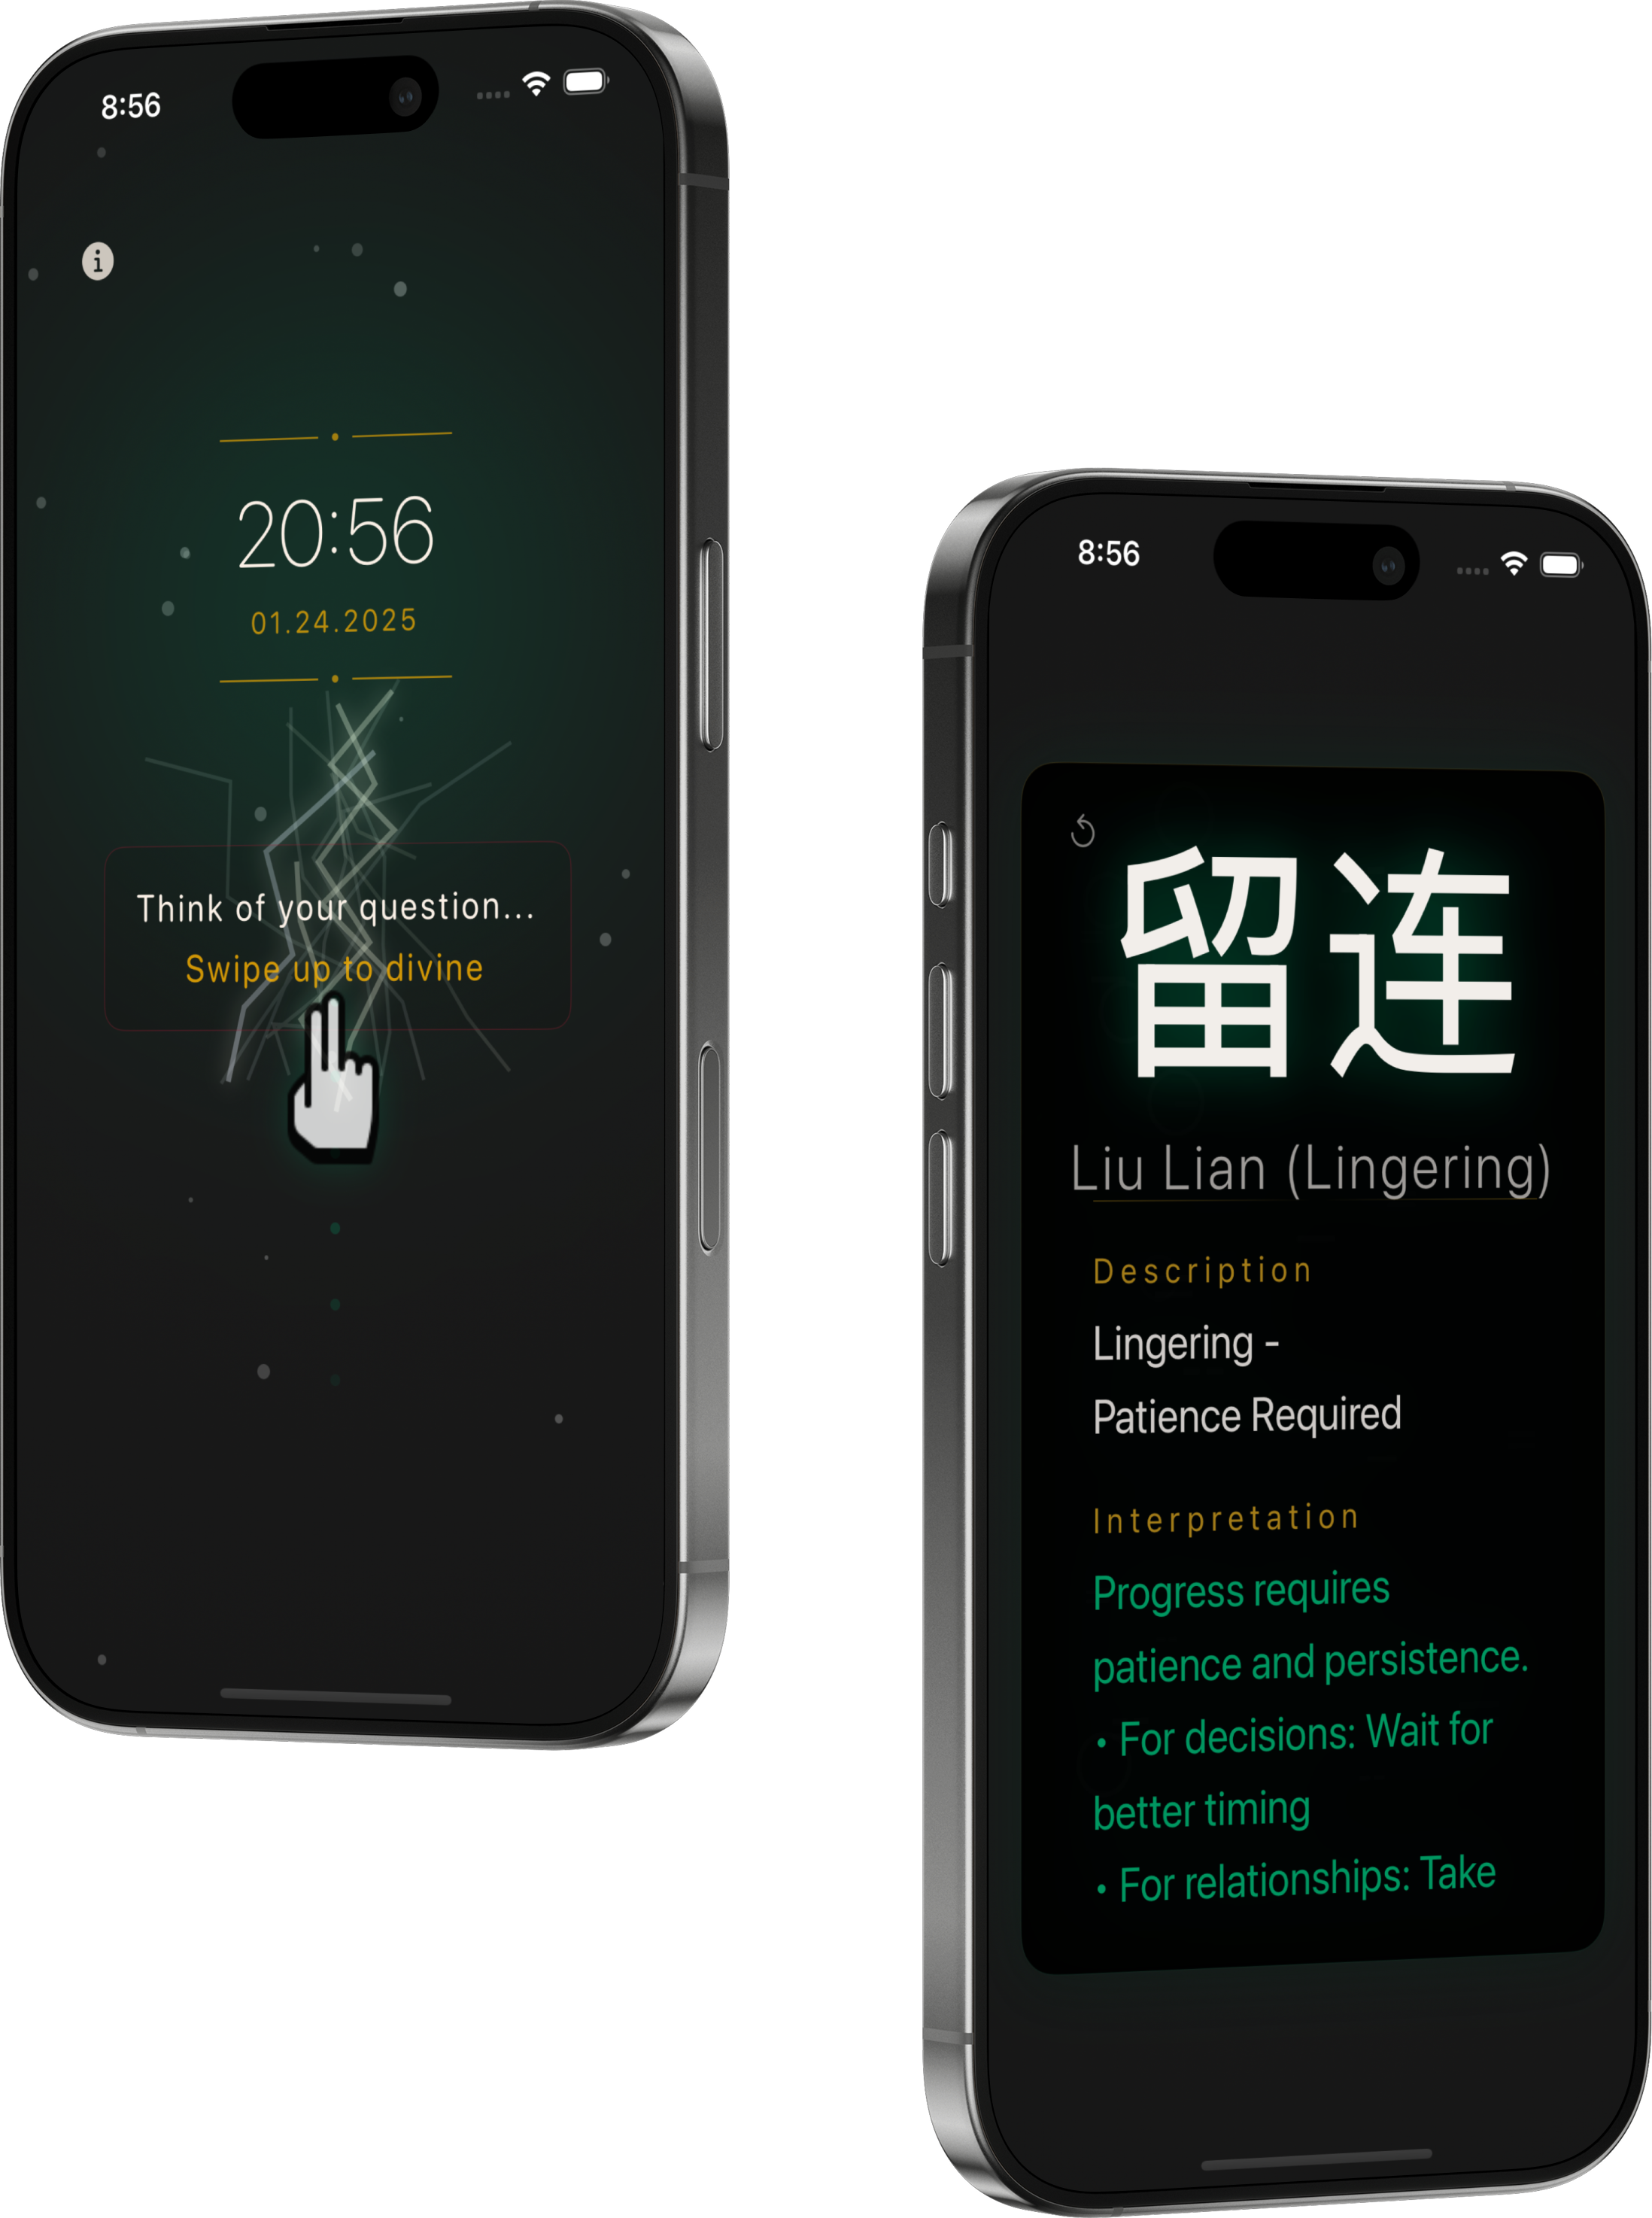 8:56
i
20:56
01.24.2025
Think of your question...
Swipe up to divine
8:56
留连
Liu Lian (Lingering)
Description
Lingering -
Patience Required
Interpretation
Progress requires
patience and persistence.
• For decisions: Wait for
better timing
• For relationships: Take